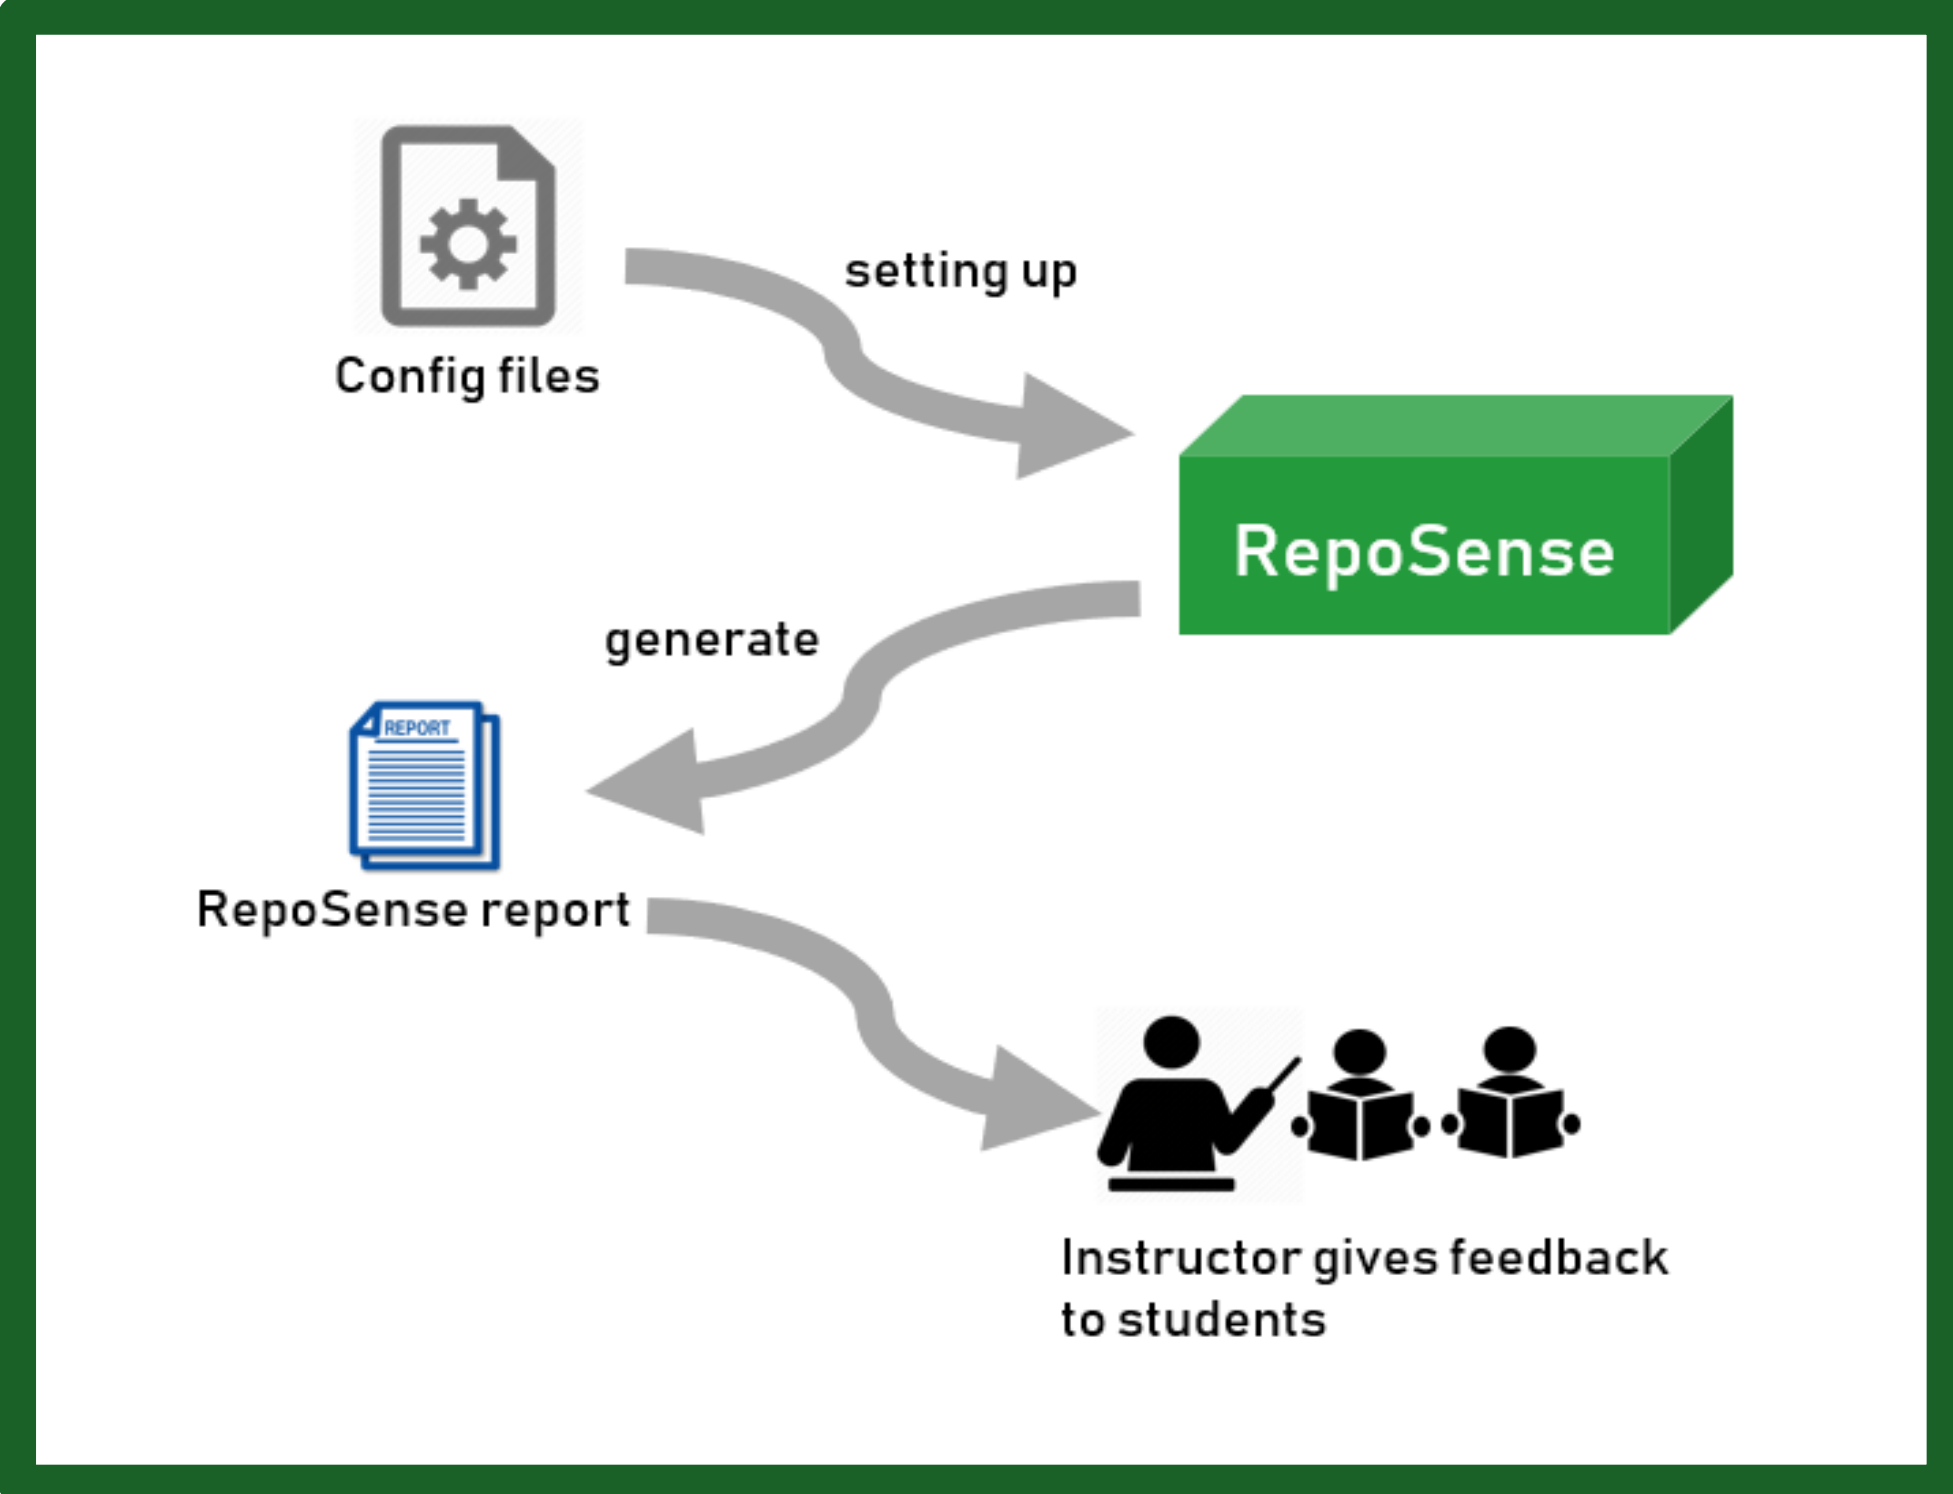 setting up
Config files
RepoSense
generate
REPORT
RepoSense report
Instructor gives feedback
to students